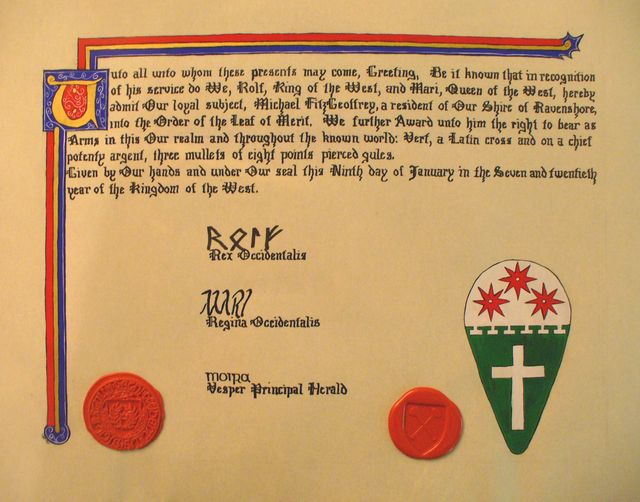 Unto all unto whom these presents may come, Greeting, Be it known that in recognition
of his service do We, Rolf, King of the West, and Mari, Queen of the West, hereby
admit Our loyal subject, Michael FitzGeoffrey, a resident of Our Shire of Ravenshore,
into the Order of the Leaf of Merit. We further Award unto him the right to bear as
Arms in this Our realm and throughout the known world: Vert, a Latin cross and on a chief
potenty argent, three mullets of eight points pierced gules.
Given by Our hands and under Our seal this Ninth day of January in the Seven and twentieth
year of the Kingdom of the West.
ᚱᛟᛚᚠ
Rex Occidentalis
MARI
Regina Occidentalis
moira
Vesper Principal Herald